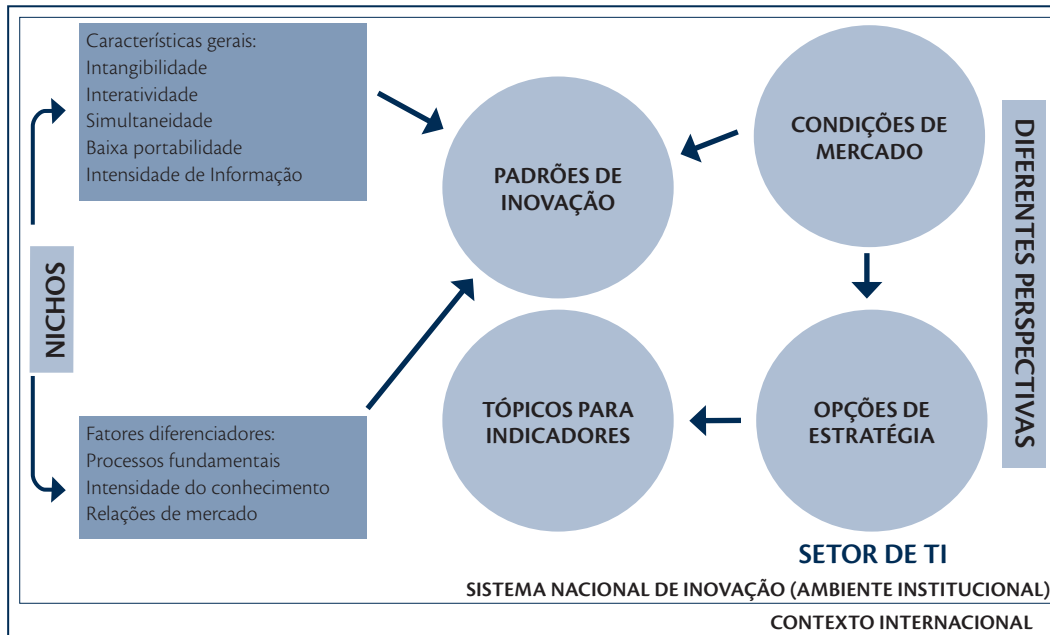 Características gerais:
Intangibilidade
Interatividade
Simultaneidade
Baixa portabilidade
Intensidade de Informação
NICHOS
Fatores diferenciadores:
Processos fundamentais
Intensidade do conhecimento
Relações de mercado
PADRÕES DE
INOVAÇÃO
CONDIÇÕES DE
MERCADO
TÓPICOS PARA
INDICADORES
OPÇÕES DE
ESTRATÉGIA
DIFERENTES PERSPECTIVAS
SETOR DE TI
SISTEMA NACIONAL DE INOVAÇÃO (AMBIENTE INSTITUCIONAL)
CONTEXTO INTERNACIONAL